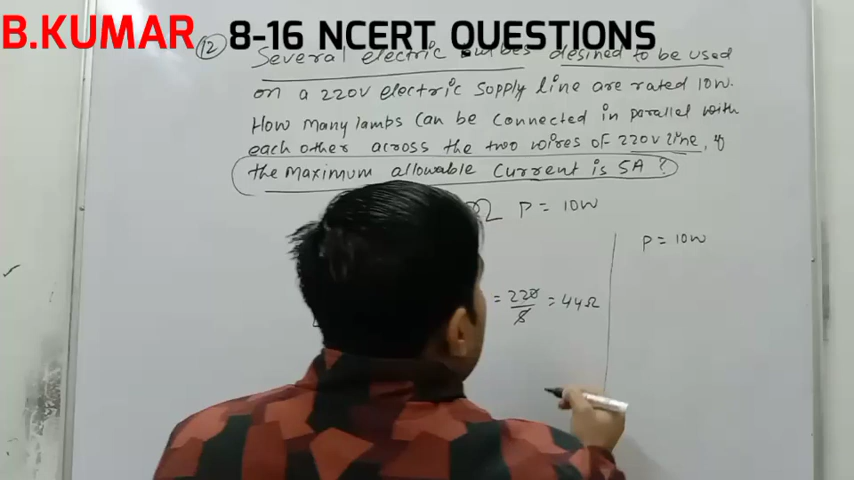 B.KUMAR 8-16 NCERT QUESTIONS
12 Several electric bulbs desined to be used
on a 220V electric supply line are rated 10W.
How many lamps can be connected in parallel with
each other across the two wires of 220V line, if
the maximum allowable current is 5A ?
P = 10W
P = 10W
= 220/5 = 44Ω